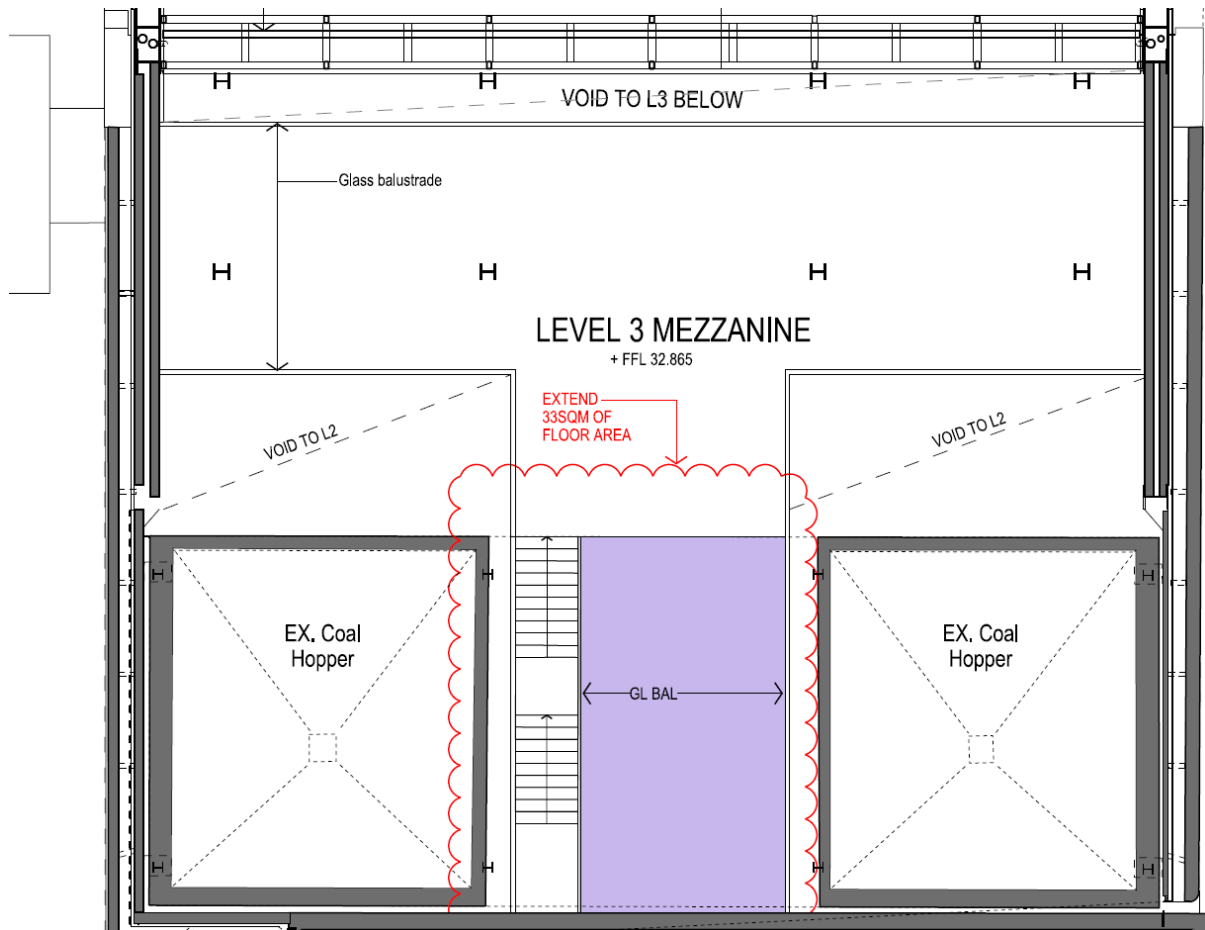 VOID TO L3 BELOW
Glass balustrade
LEVEL 3 MEZZANINE
+ FFL 32.865
EXTEND
33SQM OF
FLOOR AREA
VOID TO L2
VOID TO L2
EX. Coal
Hopper
EX. Coal
Hopper
GL BAL